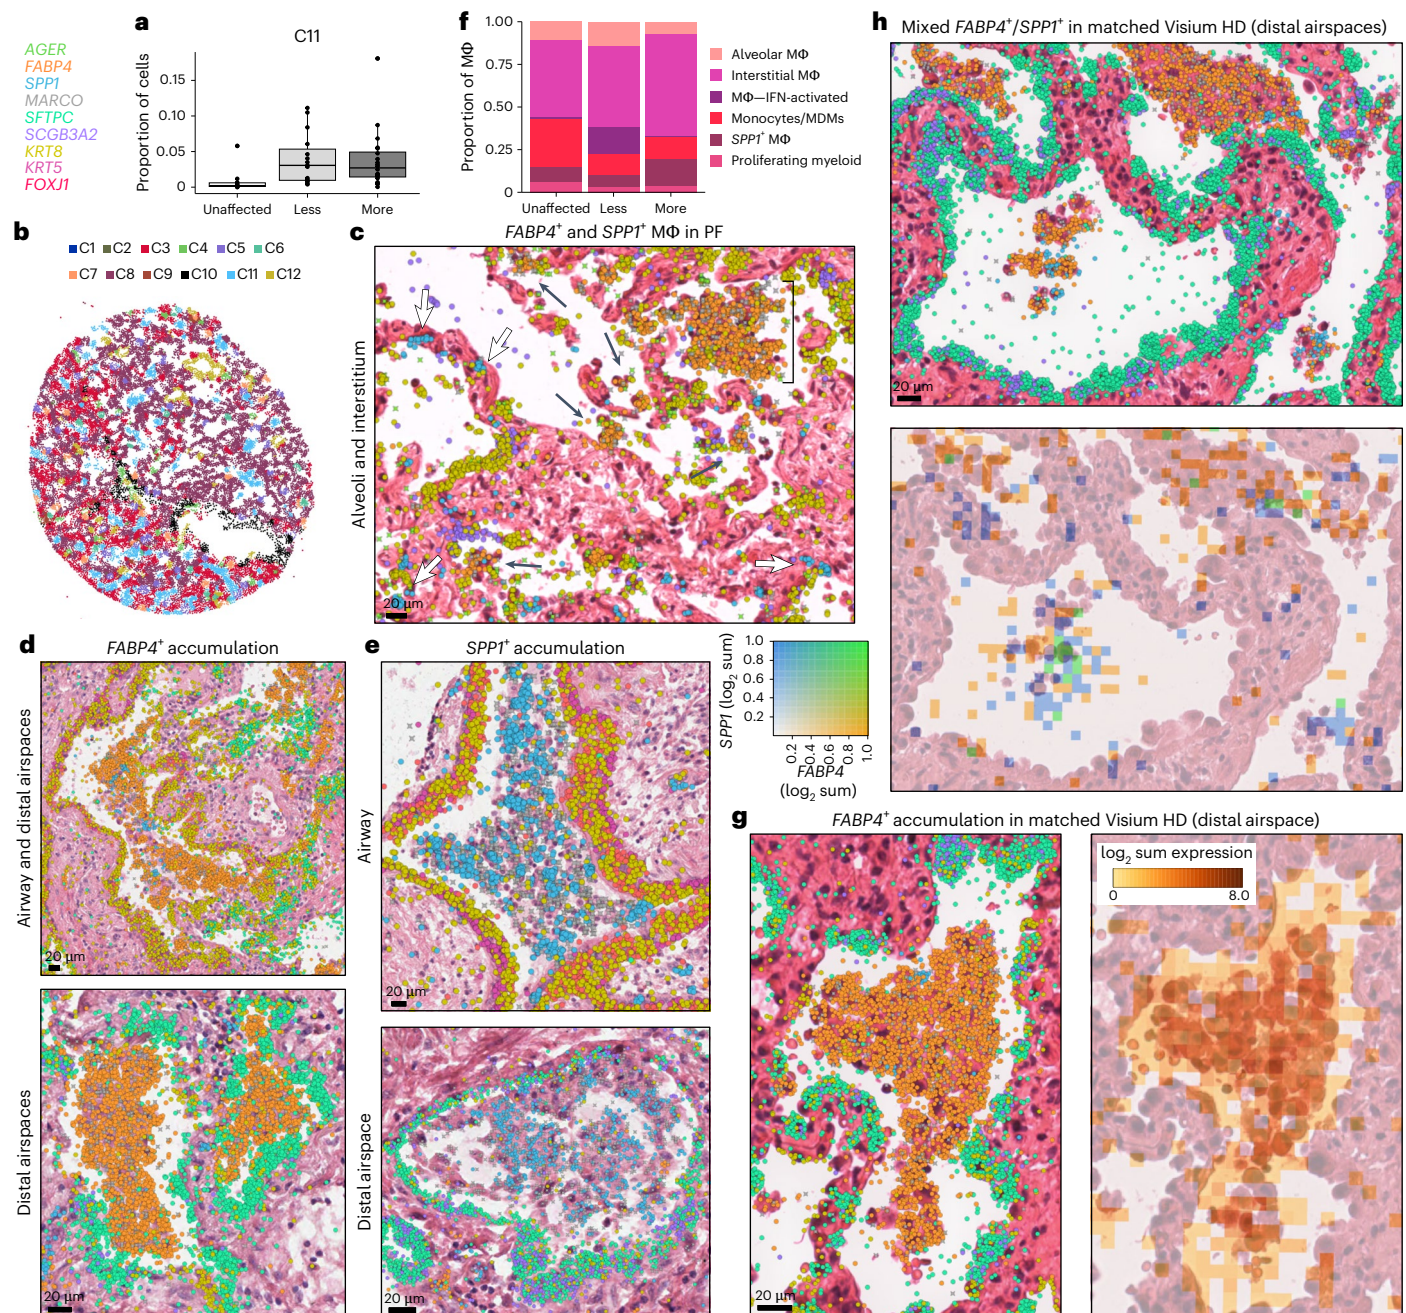 AGER
FABP4
SPP1
MARCO
SFTPC
SCGB3A2
KRT8
KRT5
FOXJ1
a
C11
Proportion of cells
0.15
0.10
0.05
0
Unaffected
Less
More
b
C1
C2
C3
C4
C5
C6
C7
C8
C9
C10
C11
C12
f
Proportion of MΦ
1.00
0.75
0.50
0.25
0
Unaffected
Less
More
Alveolar MΦ
Interstitial MΦ
MΦ—IFN-activated
Monocytes/MDMs
SPP1⁺ MΦ
Proliferating myeloid
c
FABP4⁺ and SPP1⁺ MΦ in PF
Alveoli and interstitium
20 µm
d
FABP4⁺ accumulation
Airway and distal airspaces
20 µm
Distal airspaces
20 µm
e
SPP1⁺ accumulation
Airway
20 µm
Distal airspace
20 µm
SPP1 (log₂ sum)
1.0
0.8
0.6
0.4
0.2
0.2
0.4
0.6
0.8
1.0
FABP4
(log₂ sum)
h
Mixed FABP4⁺/SPP1⁺ in matched Visium HD (distal airspaces)
20 µm
g
FABP4⁺ accumulation in matched Visium HD (distal airspace)
20 µm
log₂ sum expression
0
8.0